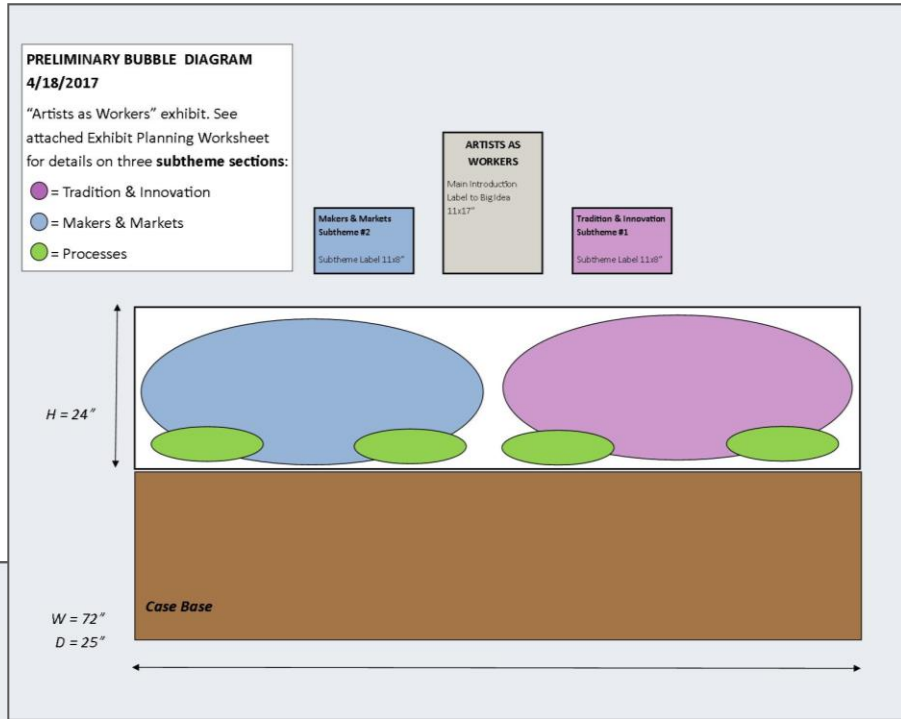 PRELIMINARY BUBBLE DIAGRAM
4/18/2017
“Artists as Workers” exhibit. See
attached Exhibit Planning Worksheet
for details on three subtheme sections:
= Tradition & Innovation
= Makers & Markets
= Processes
ARTISTS AS
WORKERS
Main Introduction
Label to Big Idea
11x17”
Makers & Markets
Subtheme #2
Subtheme Label 11x8”
Tradition & Innovation
Subtheme #1
Subtheme Label 11x8”
H = 24”
Case Base
W = 72”
D = 25”